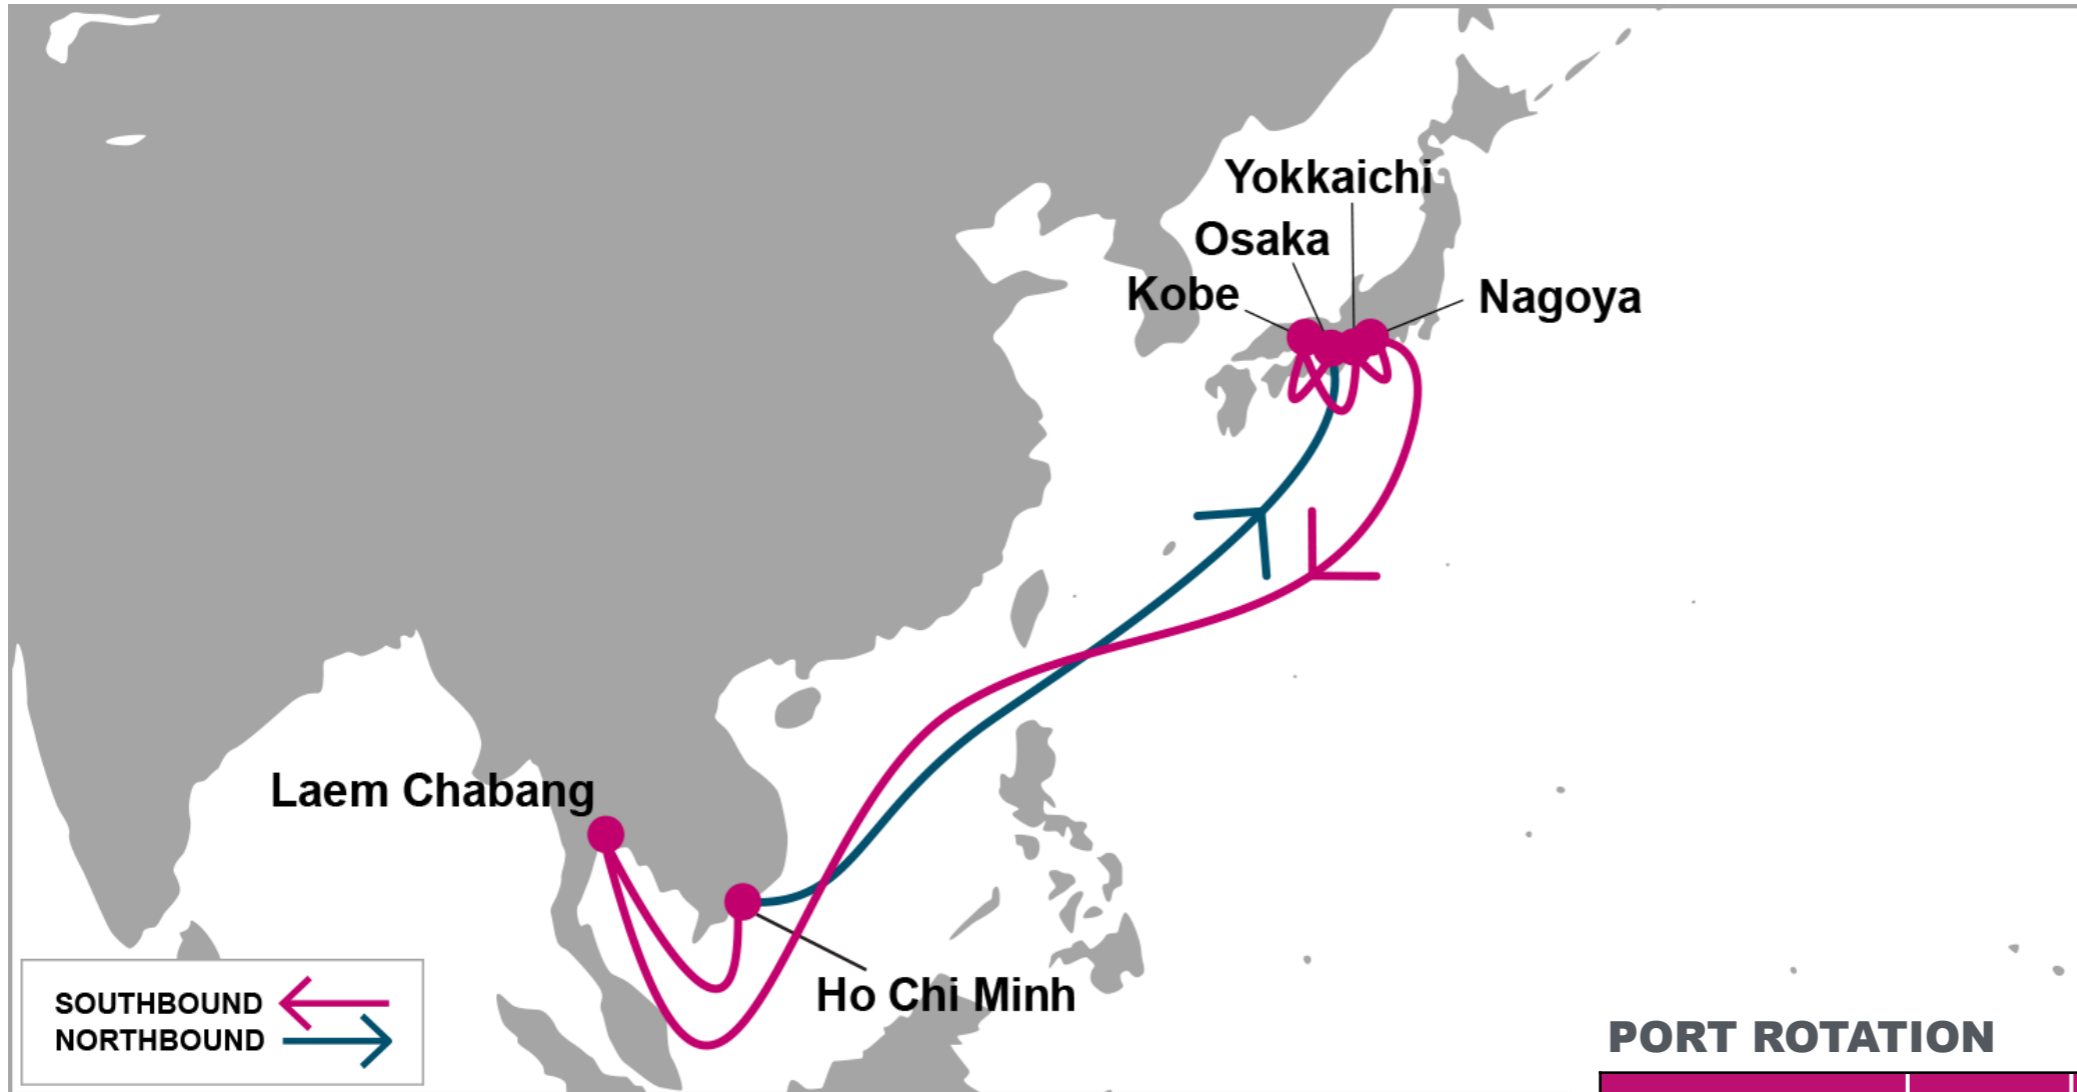 Yokkaichi
Osaka
Kobe
Nagoya
Laem Chabang
Ho Chi Minh
SOUTHBOUND
NORTHBOUND
PORT ROTATION